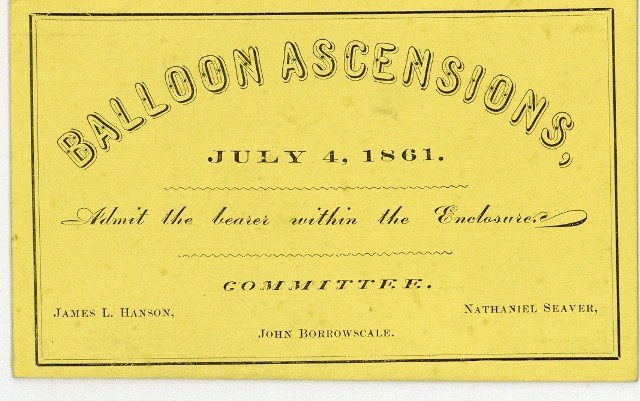 BALLOON ASCENSIONS,
JULY 4, 1861.
Admit the bearer within the Enclosure.
COMMITTEE.
JAMES L. HANSON,
NATHANIEL SEAVER,
JOHN BORROWSCALE.